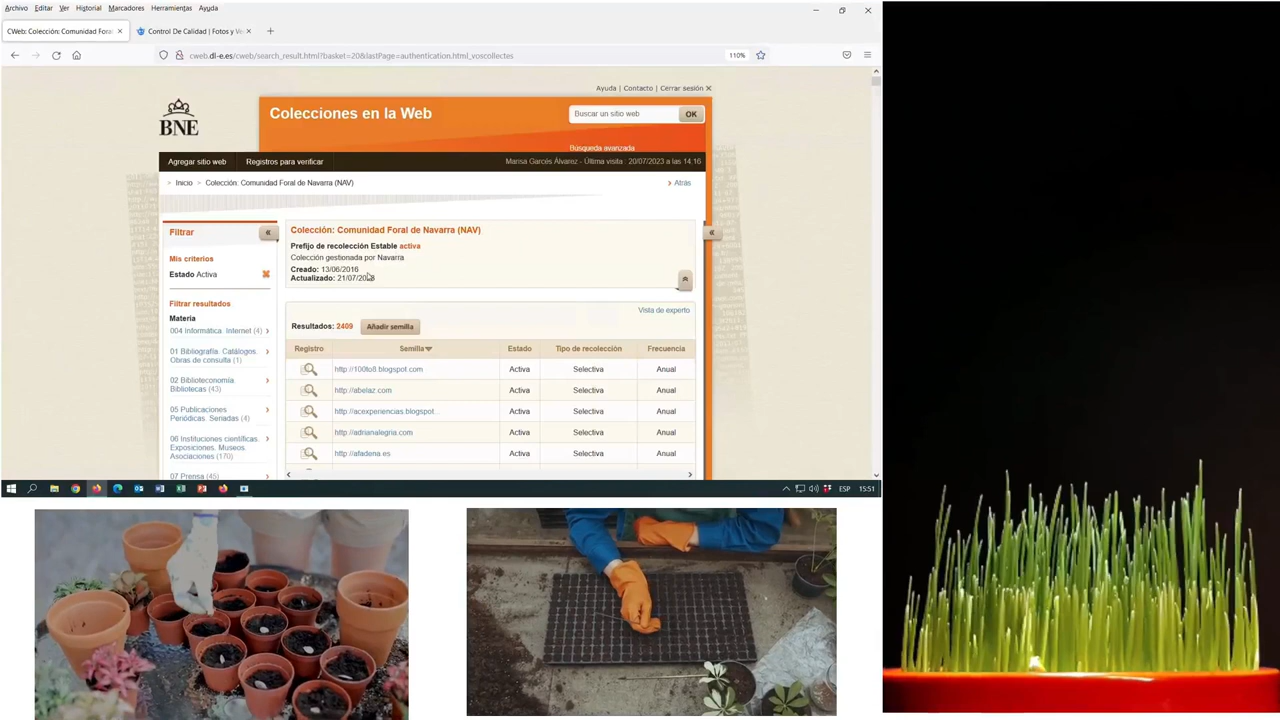 Archivo Editar Ver Historial Marcadores Herramientas Ayuda
CWeb: Colección: Comunidad Fora
Control De Calidad | Fotos y Ve
cweb.dl-e.es/cweb/search_result.html?basket=20&lastPage=authentication.html_voscollectes
110%
Ayuda | Contacto | Cerrar sesión
BNE
Colecciones en la Web
Buscar un sitio web
OK
Búsqueda avanzada
Agregar sitio web Registros para verificar
Marisa Garcés Álvarez - Última visita : 20/07/2023 a las 14.16
> Inicio > Colección: Comunidad Foral de Navarra (NAV)
> Atrás
Filtrar
Mis criterios
Estado Activa
Filtrar resultados
Materia
004 Informática. Internet (4)
01 Bibliografía. Catálogos.
Obras de consulta (1)
02 Biblioteconomía.
Bibliotecas (43)
05 Publicaciones
Periódicas. Seriadas (4)
06 Instituciones científicas.
Exposiciones. Museos.
Asociaciones (170)
07 Prensa (45)
Colección: Comunidad Foral de Navarra (NAV)
Prefijo de recolección Estable activa
Colección gestionada por Navarra
Creado: 13/06/2016
Actualizado: 21/07/2023
Vista de experto
Resultados: 2409 Añadir semilla
Registro Semilla Estado Tipo de recolección Frecuencia
http://100to8.blogspot.com Activa Selectiva Anual
http://abelaz.com Activa Selectiva Anual
http://acexperiencias.blogspot... Activa Selectiva Anual
http://adrianalegria.com Activa Selectiva Anual
http://afadena.es Activa Selectiva Anual
ESP 15:51